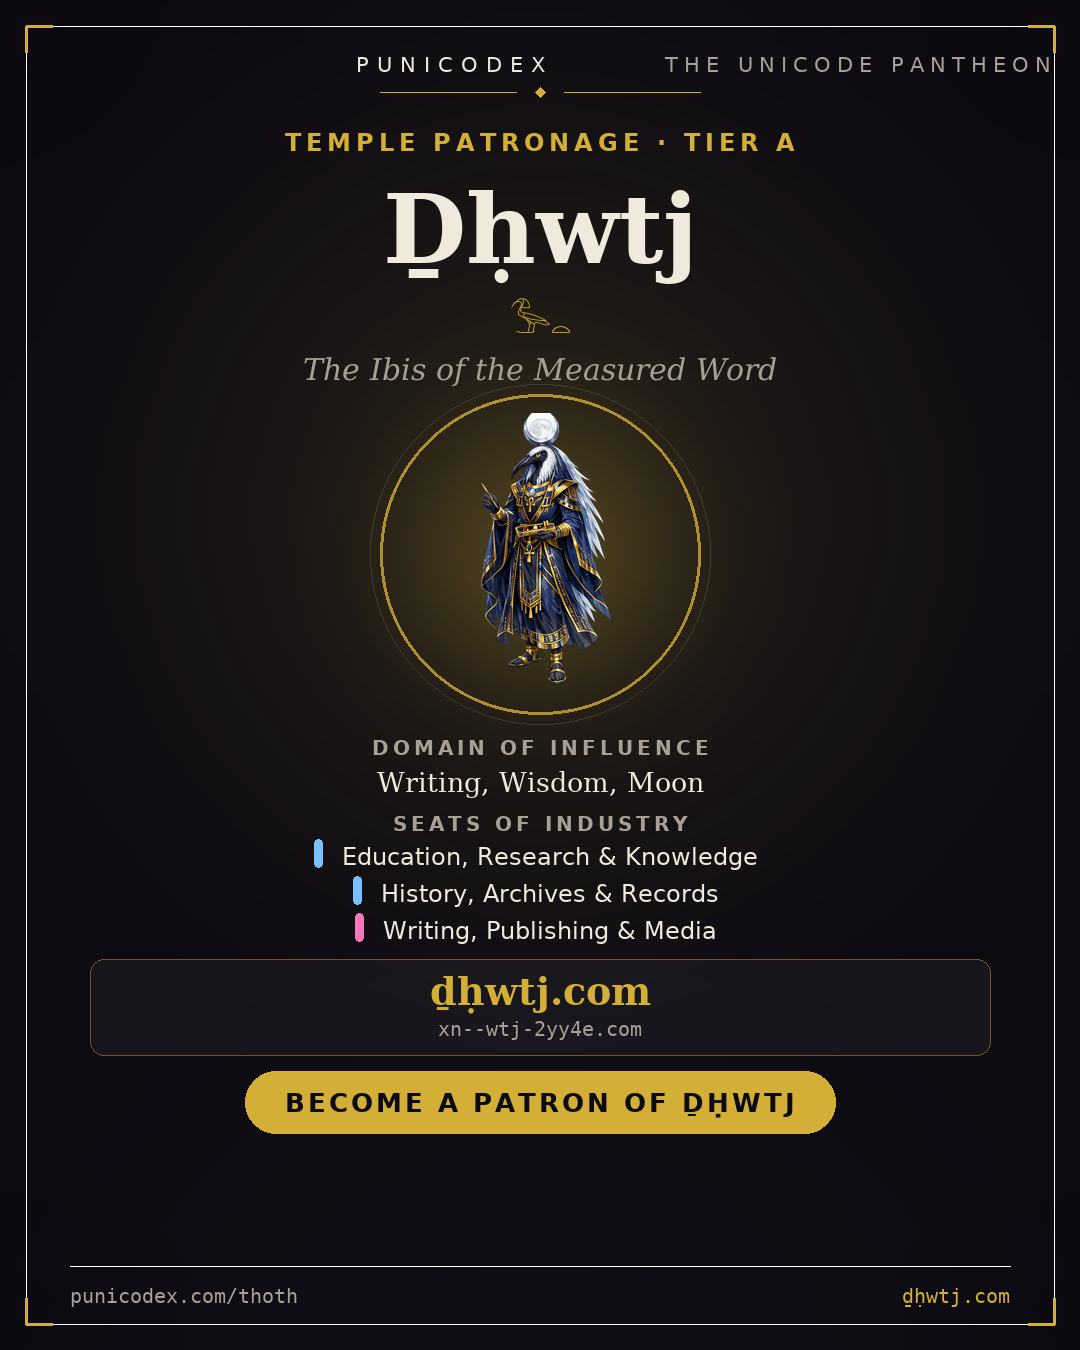 PUNICODEX THE UNICODE PANTHEON
TEMPLE PATRONAGE · TIER A
Ḏḥwtj
𓅝𓏏
The Ibis of the Measured Word
DOMAIN OF INFLUENCE
Writing, Wisdom, Moon
SEATS OF INDUSTRY
Education, Research & Knowledge
History, Archives & Records
Writing, Publishing & Media
ḏḥwtj.com
xn--wtj-2yy4e.com
BECOME A PATRON OF ḎḤWTJ
punicodex.com/thoth ḏḥwtj.com